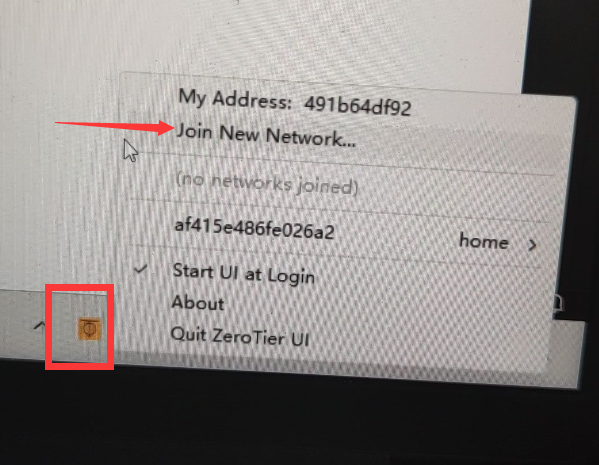 My Address: 491b64df92
Join New Network...
(no networks joined)
af415e486fe026a2 home >
Start UI at Login
About
Quit ZeroTier UI